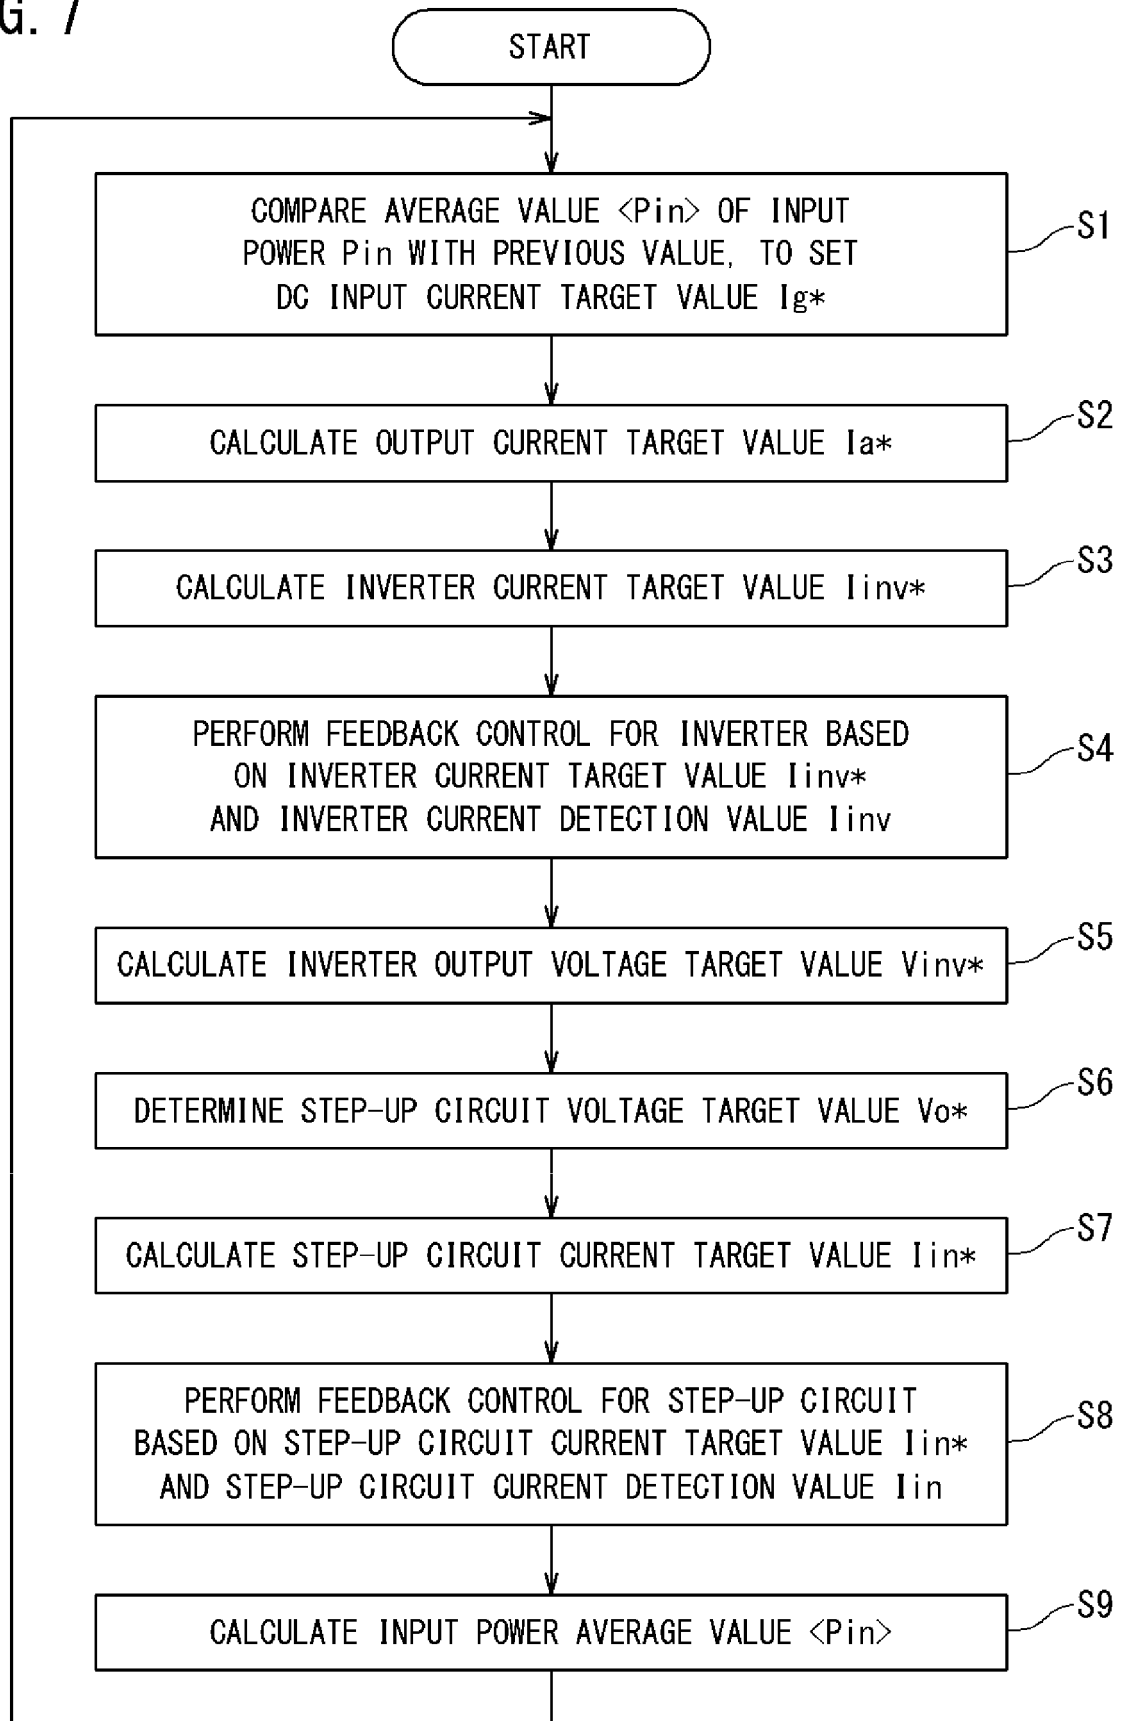 G. 7
START
COMPARE AVERAGE VALUE <Pin> OF INPUT
POWER Pin WITH PREVIOUS VALUE, TO SET
DC INPUT CURRENT TARGET VALUE Ig*
S1
CALCULATE OUTPUT CURRENT TARGET VALUE Ia*
S2
CALCULATE INVERTER CURRENT TARGET VALUE Iinv*
S3
PERFORM FEEDBACK CONTROL FOR INVERTER BASED
ON INVERTER CURRENT TARGET VALUE Iinv*
AND INVERTER CURRENT DETECTION VALUE Iinv
S4
CALCULATE INVERTER OUTPUT VOLTAGE TARGET VALUE Vinv*
S5
DETERMINE STEP-UP CIRCUIT VOLTAGE TARGET VALUE Vo*
S6
CALCULATE STEP-UP CIRCUIT CURRENT TARGET VALUE Iin*
S7
PERFORM FEEDBACK CONTROL FOR STEP-UP CIRCUIT
BASED ON STEP-UP CIRCUIT CURRENT TARGET VALUE Iin*
AND STEP-UP CIRCUIT CURRENT DETECTION VALUE Iin
S8
CALCULATE INPUT POWER AVERAGE VALUE <Pin>
S9